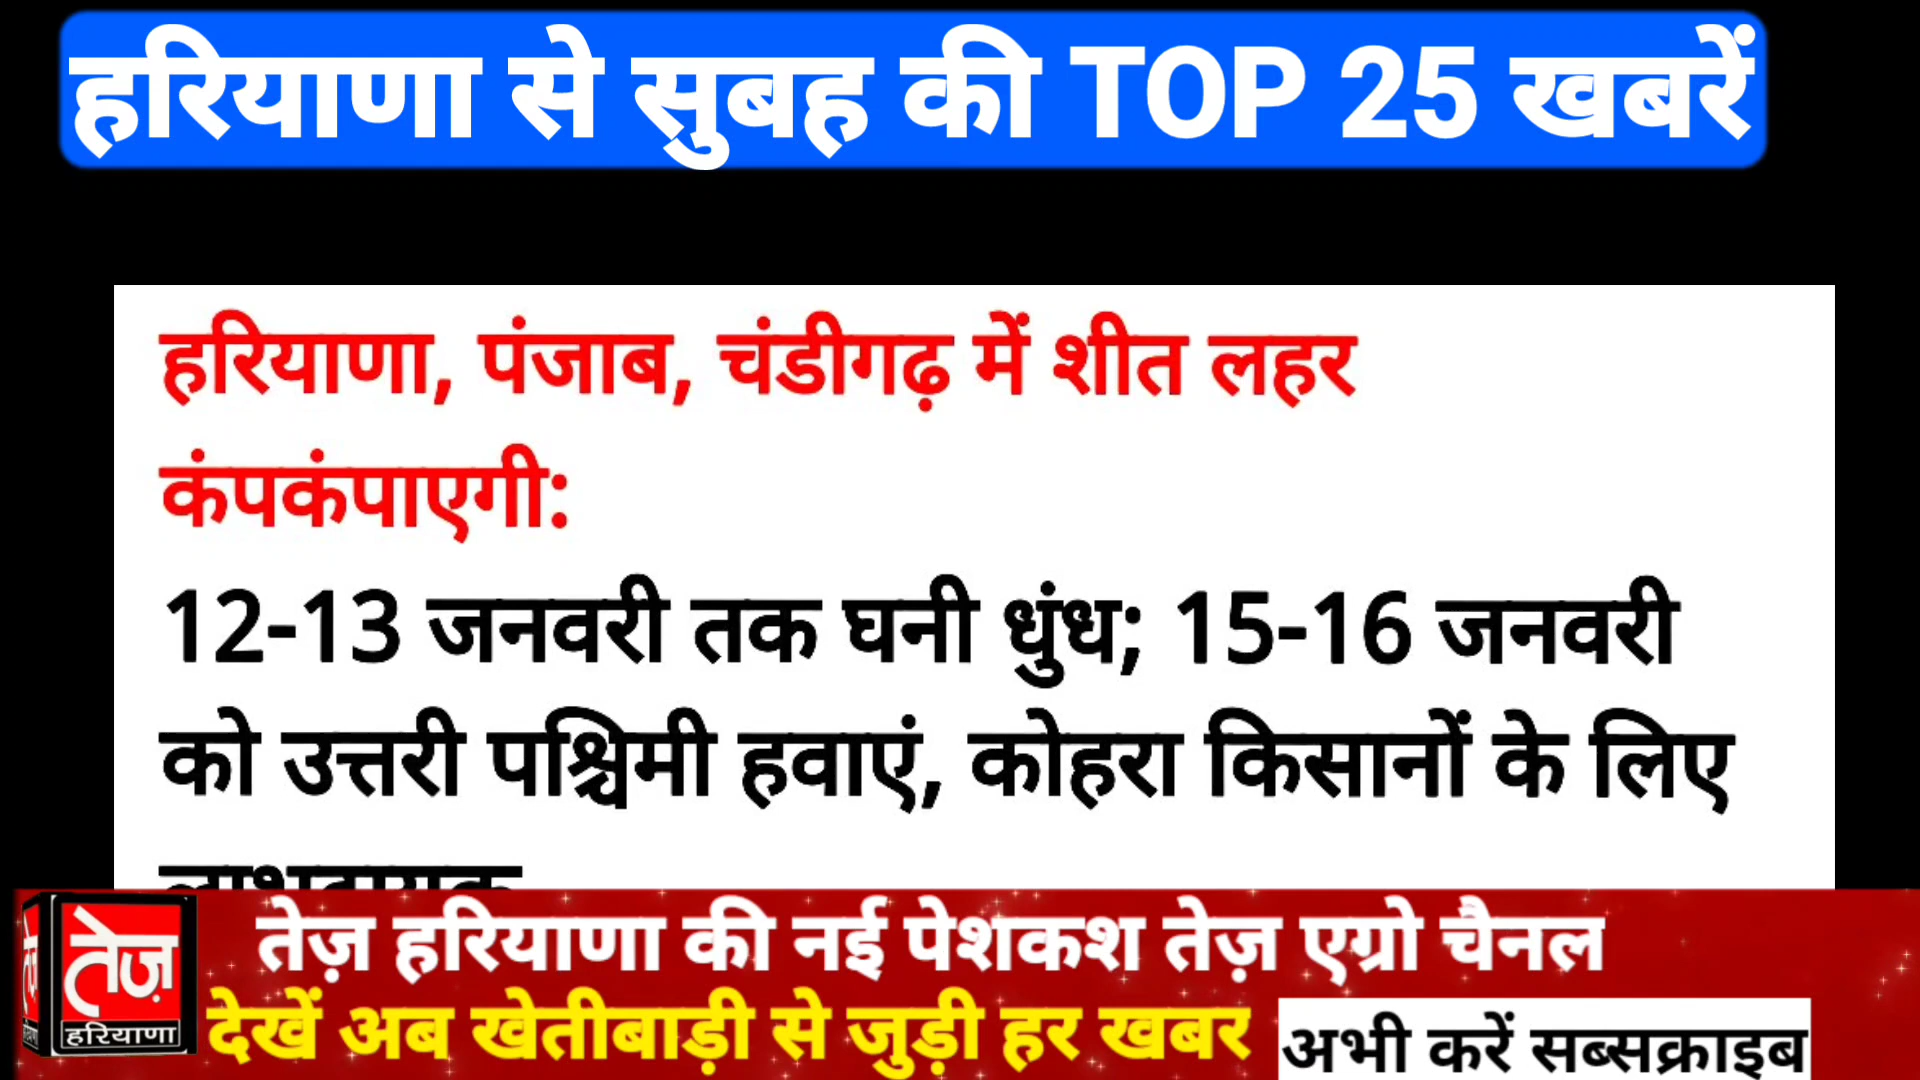 हरियाणा से सुबह की TOP 25 खबरें
हरियाणा, पंजाब, चंडीगढ़ में शीत लहर
कंपकंपाएगी:
12-13 जनवरी तक घनी धुंध; 15-16 जनवरी
को उत्तरी पश्चिमी हवाएं, कोहरा किसानों के लिए
तेज़ हरियाणा की नई पेशकश तेज़ एग्रो चैनल
तेज़
हरियाणा
देखें अब खेतीबाड़ी से जुड़ी हर खबर
अभी करें सब्सक्राइब